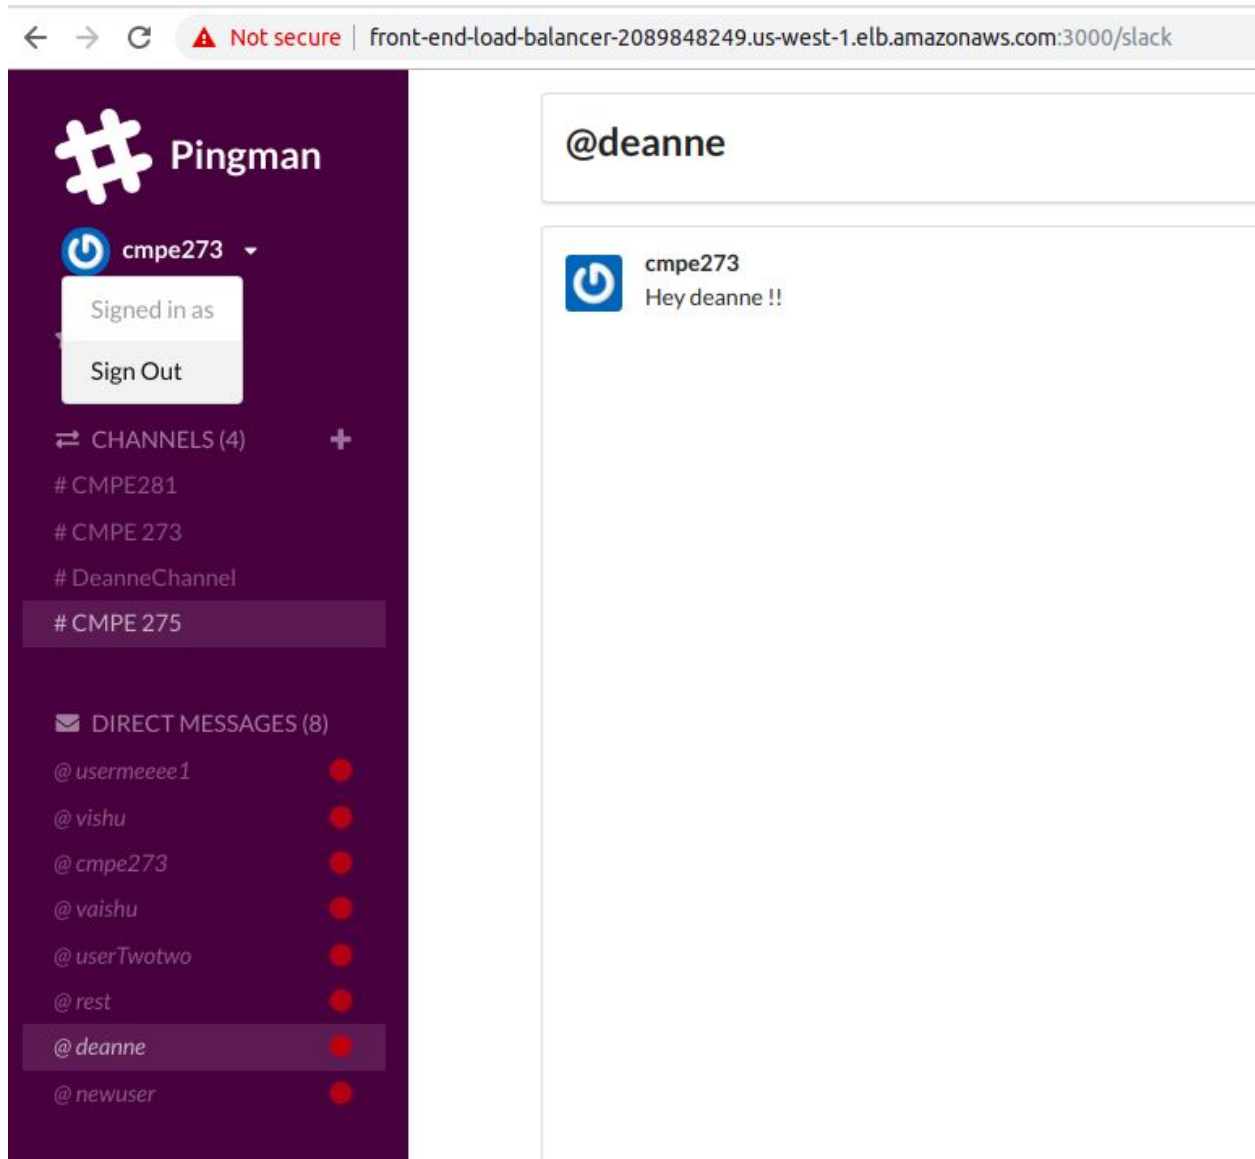 Not secure | front-end-load-balancer-2089848249.us-west-1.elb.amazonaws.com:3000/slack
Pingman
cmpe273
Signed in as
Sign Out
CHANNELS (4)
# CMPE281
# CMPE 273
# DeanneChannel
# CMPE 275
DIRECT MESSAGES (8)
@ usermeeee1
@ vishu
@ cmpe273
@ vaishu
@ userTwotwo
@ rest
@ deanne
@ newuser
@deanne
cmpe273
Hey deanne !!